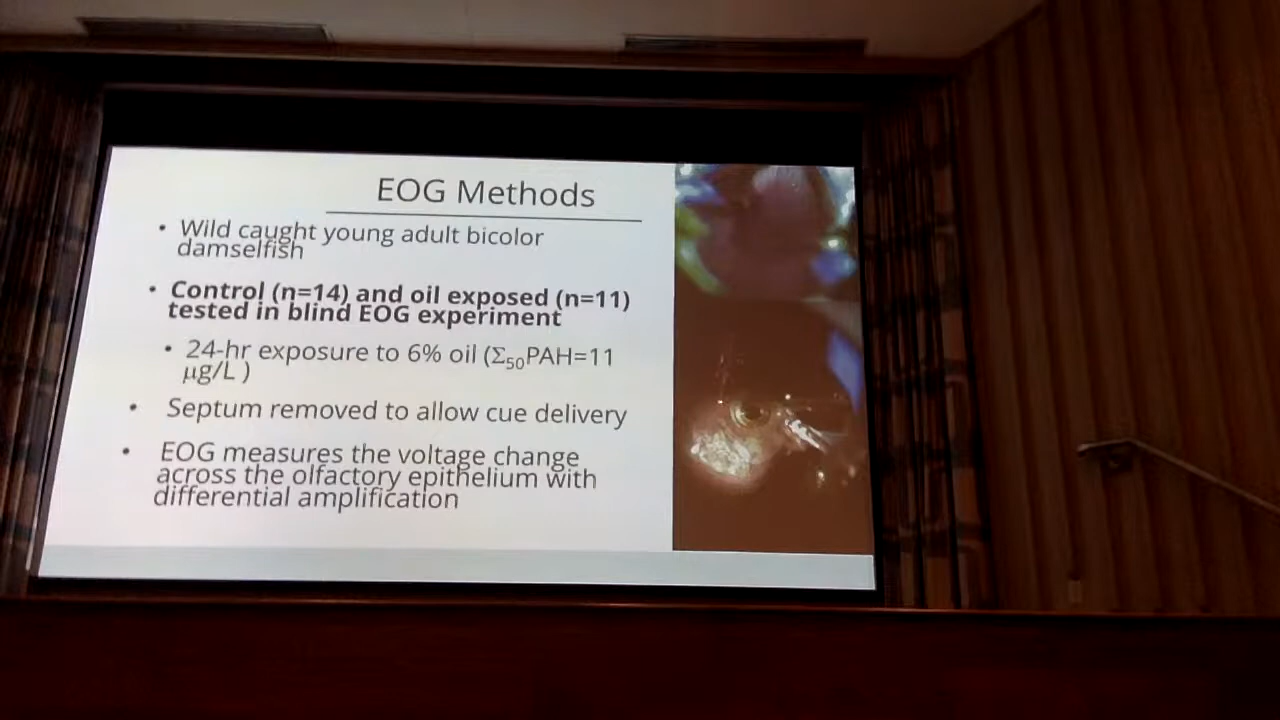 EOG Methods
• Wild caught young adult bicolor
damselfish
• Control (n=14) and oil exposed (n=11)
tested in blind EOG experiment
• 24-hr exposure to 6% oil (Σ₅₀PAH=11
µg/L )
• Septum removed to allow cue delivery
• EOG measures the voltage change
across the olfactory epithelium with
differential amplification